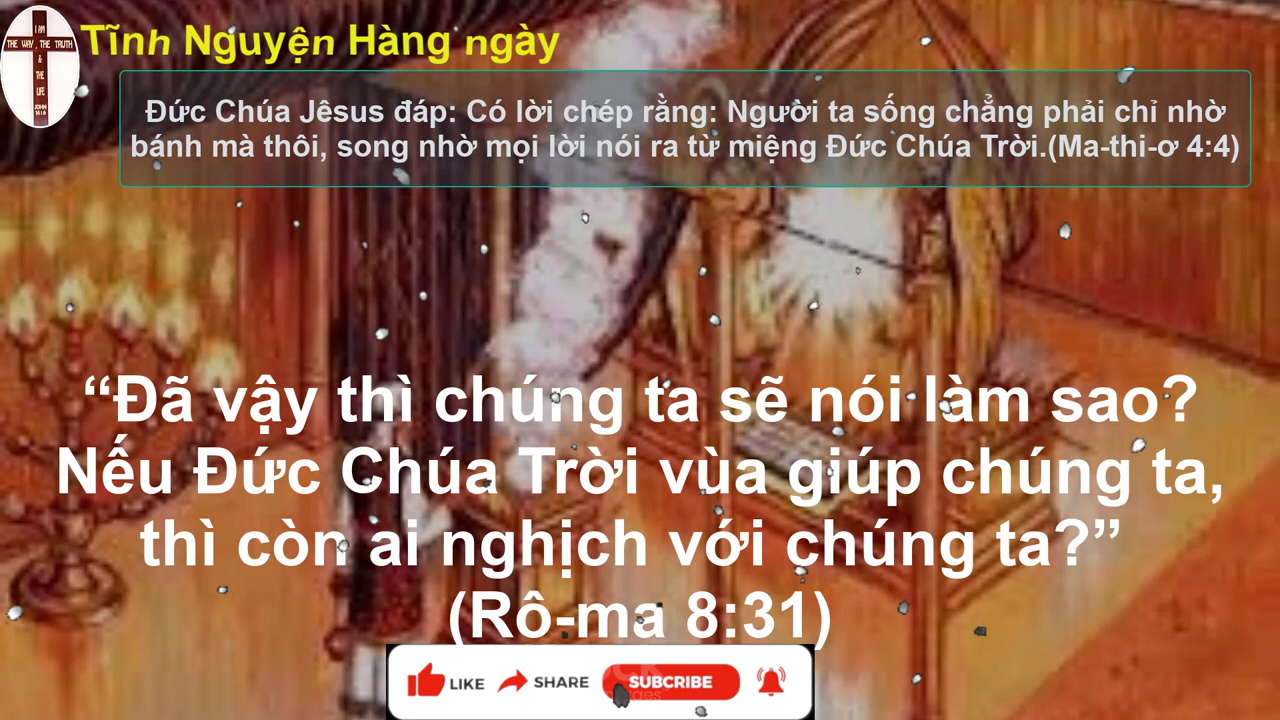 I AM
THE WAY, THE TRUTH
&
THE
LIFE
JOHN
14:6
Tĩnh Nguyện Hàng ngày
Đức Chúa Jêsus đáp: Có lời chép rằng: Người ta sống chẳng phải chỉ nhờ
bánh mà thôi, song nhờ mọi lời nói ra từ miệng Đức Chúa Trời.(Ma-thi-ơ 4:4)
“Đã vậy thì chúng ta sẽ nói làm sao?
Nếu Đức Chúa Trời vùa giúp chúng ta,
thì còn ai nghịch với chúng ta?”
(Rô-ma 8:31)
LIKE SHARE SUBCRIBE